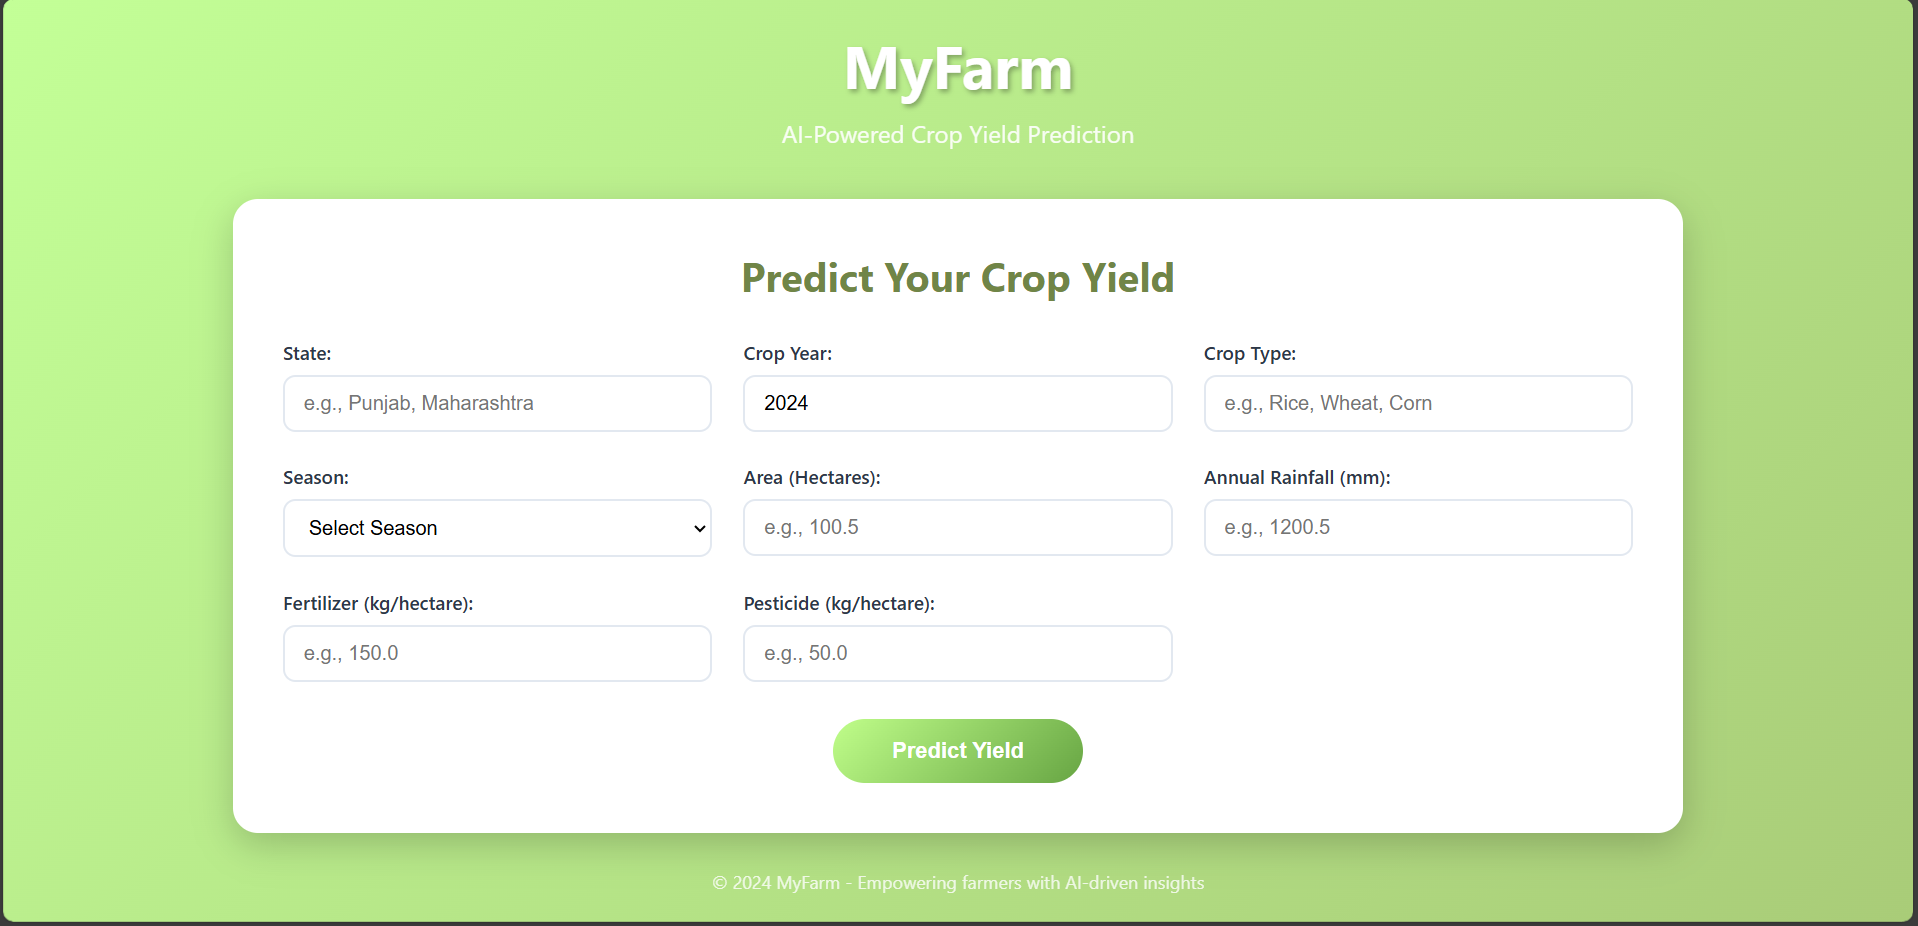 MyFarm
AI-Powered Crop Yield Prediction
Predict Your Crop Yield
State:
e.g., Punjab, Maharashtra
Crop Year:
2024
Crop Type:
e.g., Rice, Wheat, Corn
Season:
Select Season
Area (Hectares):
e.g., 100.5
Annual Rainfall (mm):
e.g., 1200.5
Fertilizer (kg/hectare):
e.g., 150.0
Pesticide (kg/hectare):
e.g., 50.0
Predict Yield
© 2024 MyFarm - Empowering farmers with AI-driven insights